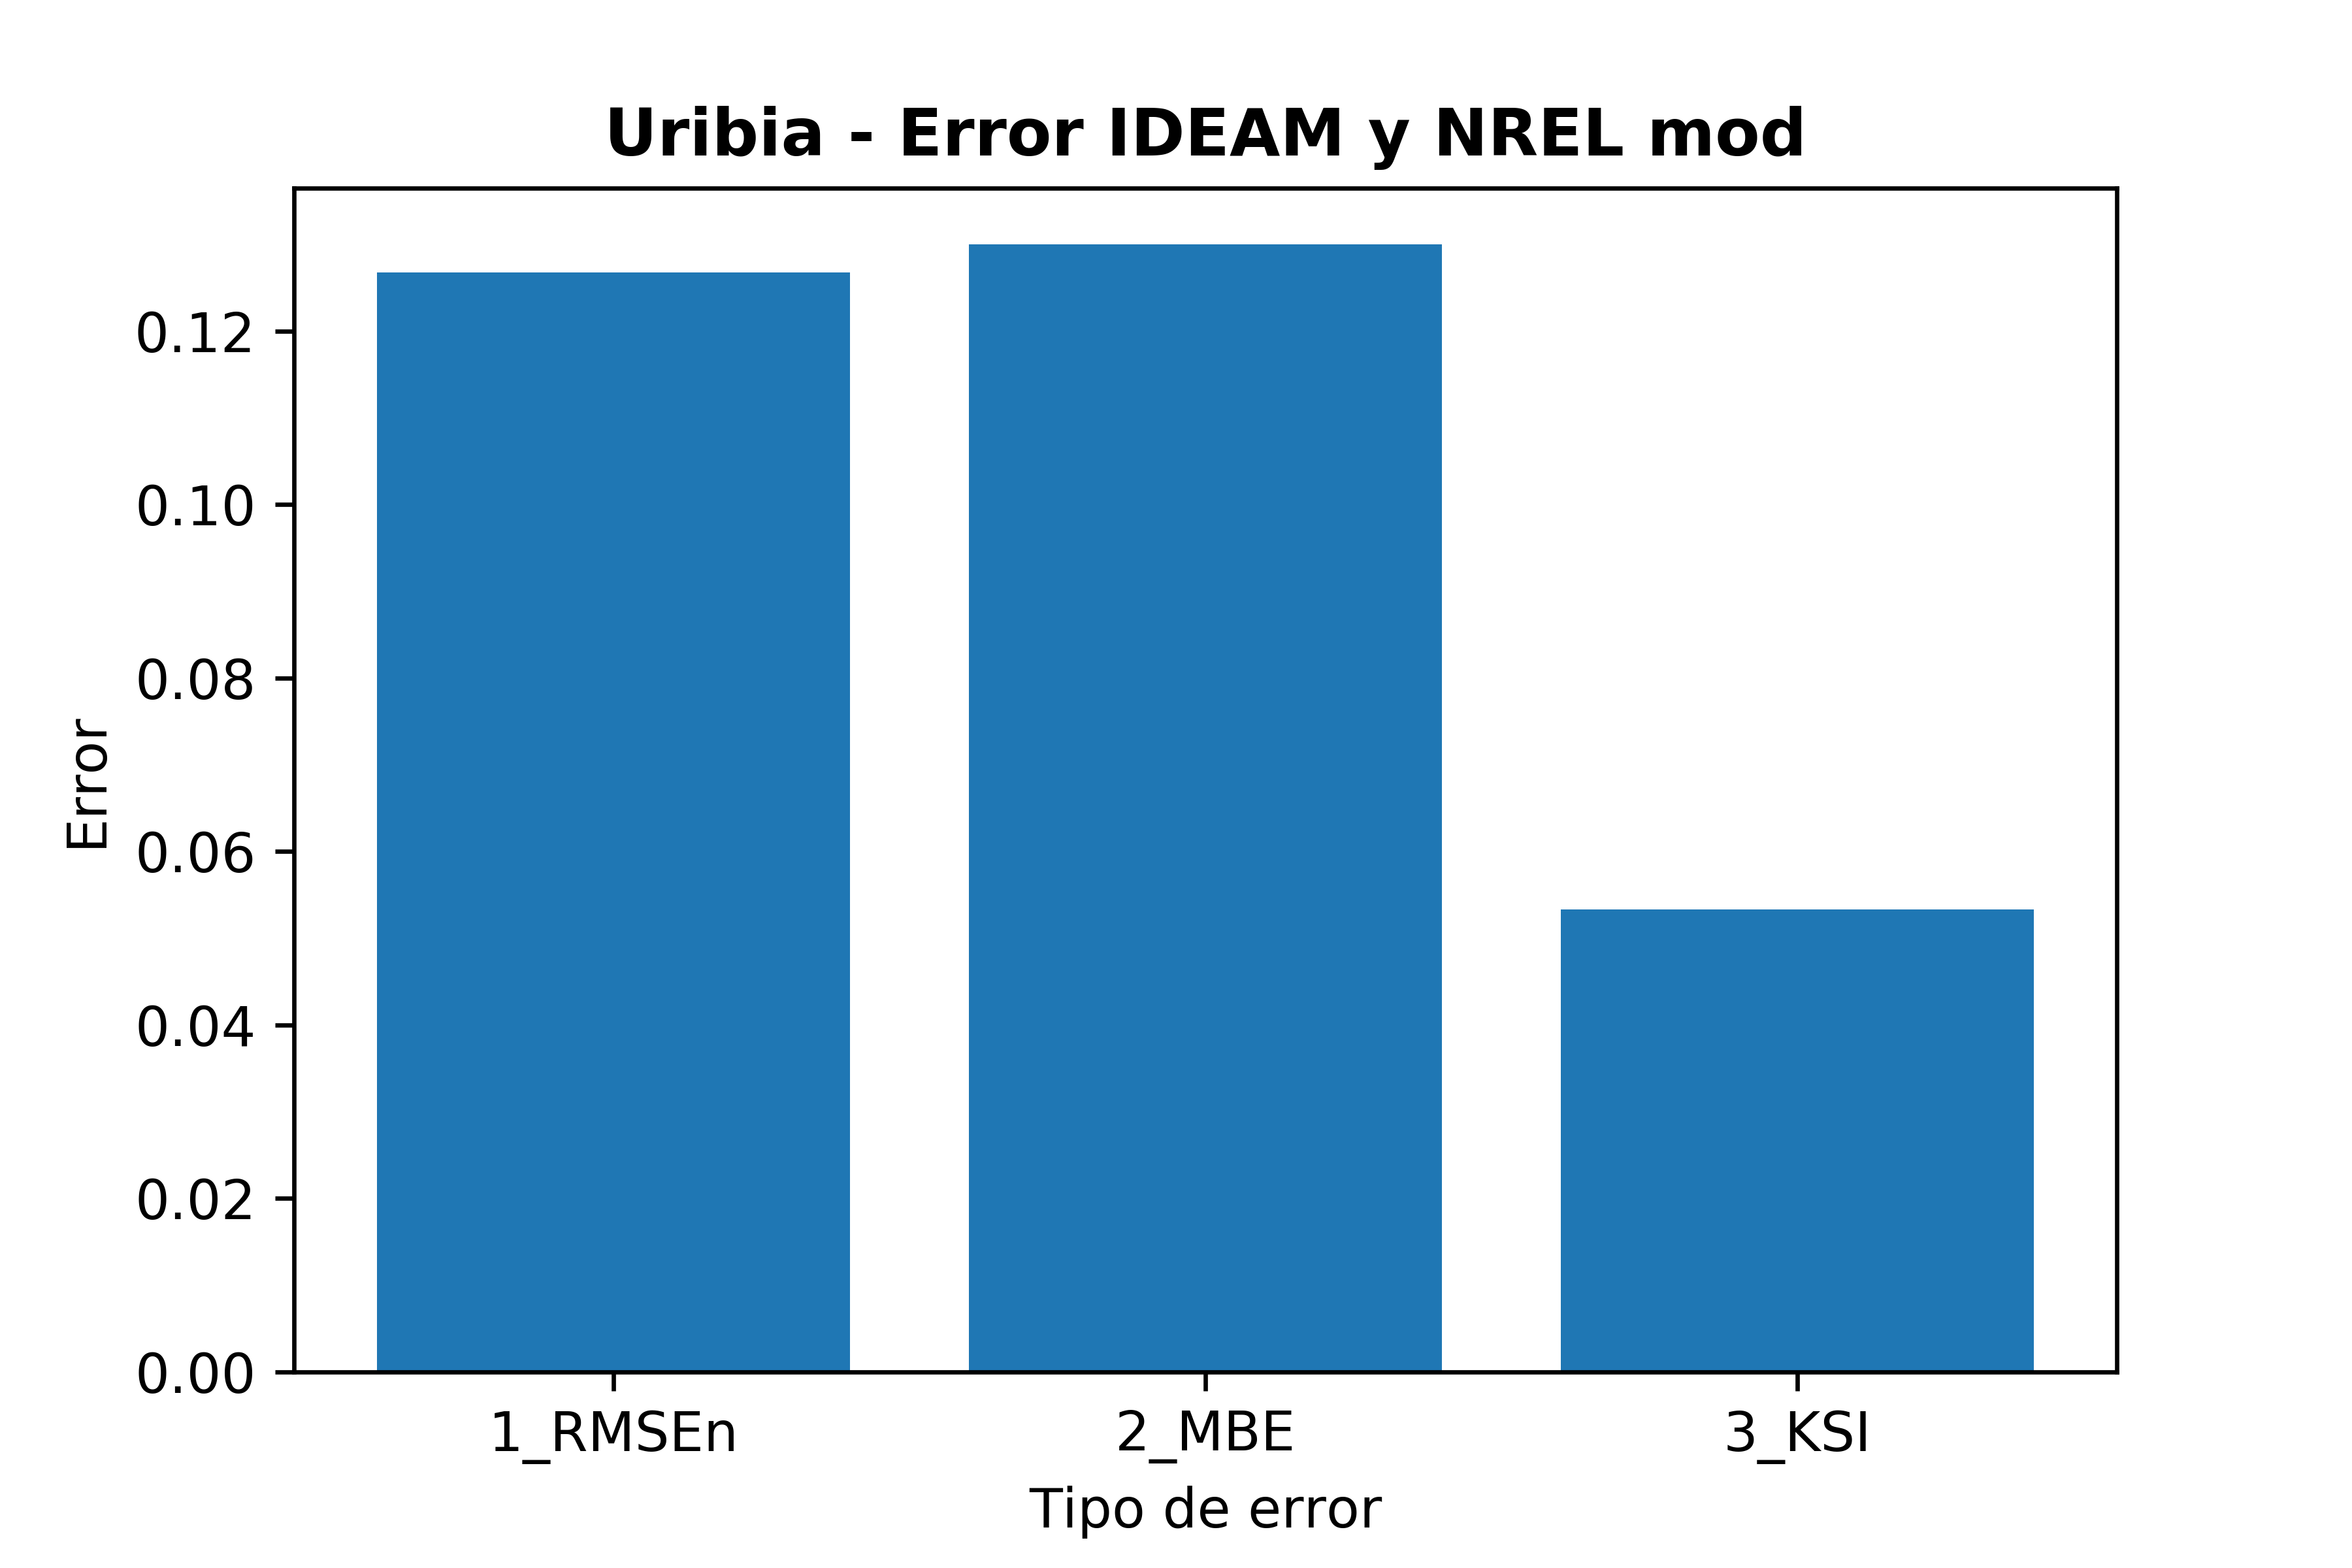 Uribia - Error IDEAM y NREL mod
0.12
0.10
0.08
0.06
0.04
0.02
0.00
Error
1_RMSEn
2_MBE
3_KSI
Tipo de error